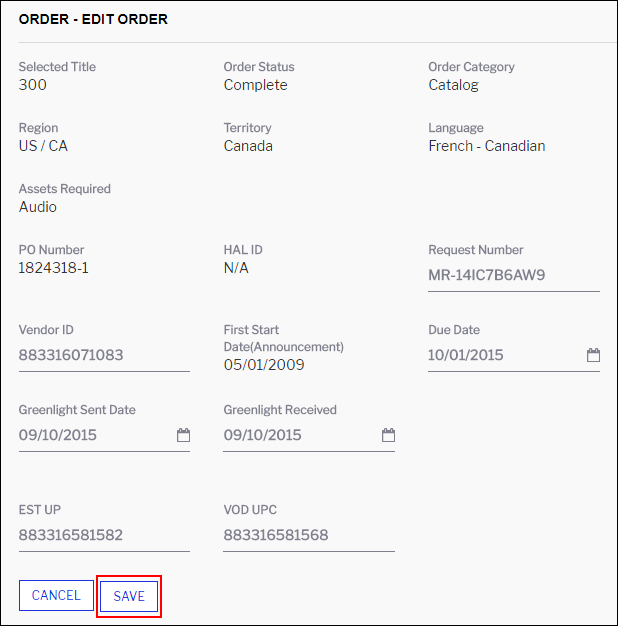 ORDER - EDIT ORDER
Selected Title
300
Order Status
Complete
Order Category
Catalog
Region
US / CA
Territory
Canada
Language
French - Canadian
Assets Required
Audio
PO Number
1824318-1
HAL ID
N/A
Request Number
MR-14IC7B6AW9
Vendor ID
883316071083
First Start
Date(Announcement)
05/01/2009
Due Date
10/01/2015
Greenlight Sent Date
09/10/2015
Greenlight Received
09/10/2015
EST UP
883316581582
VOD UPC
883316581568
CANCEL
SAVE